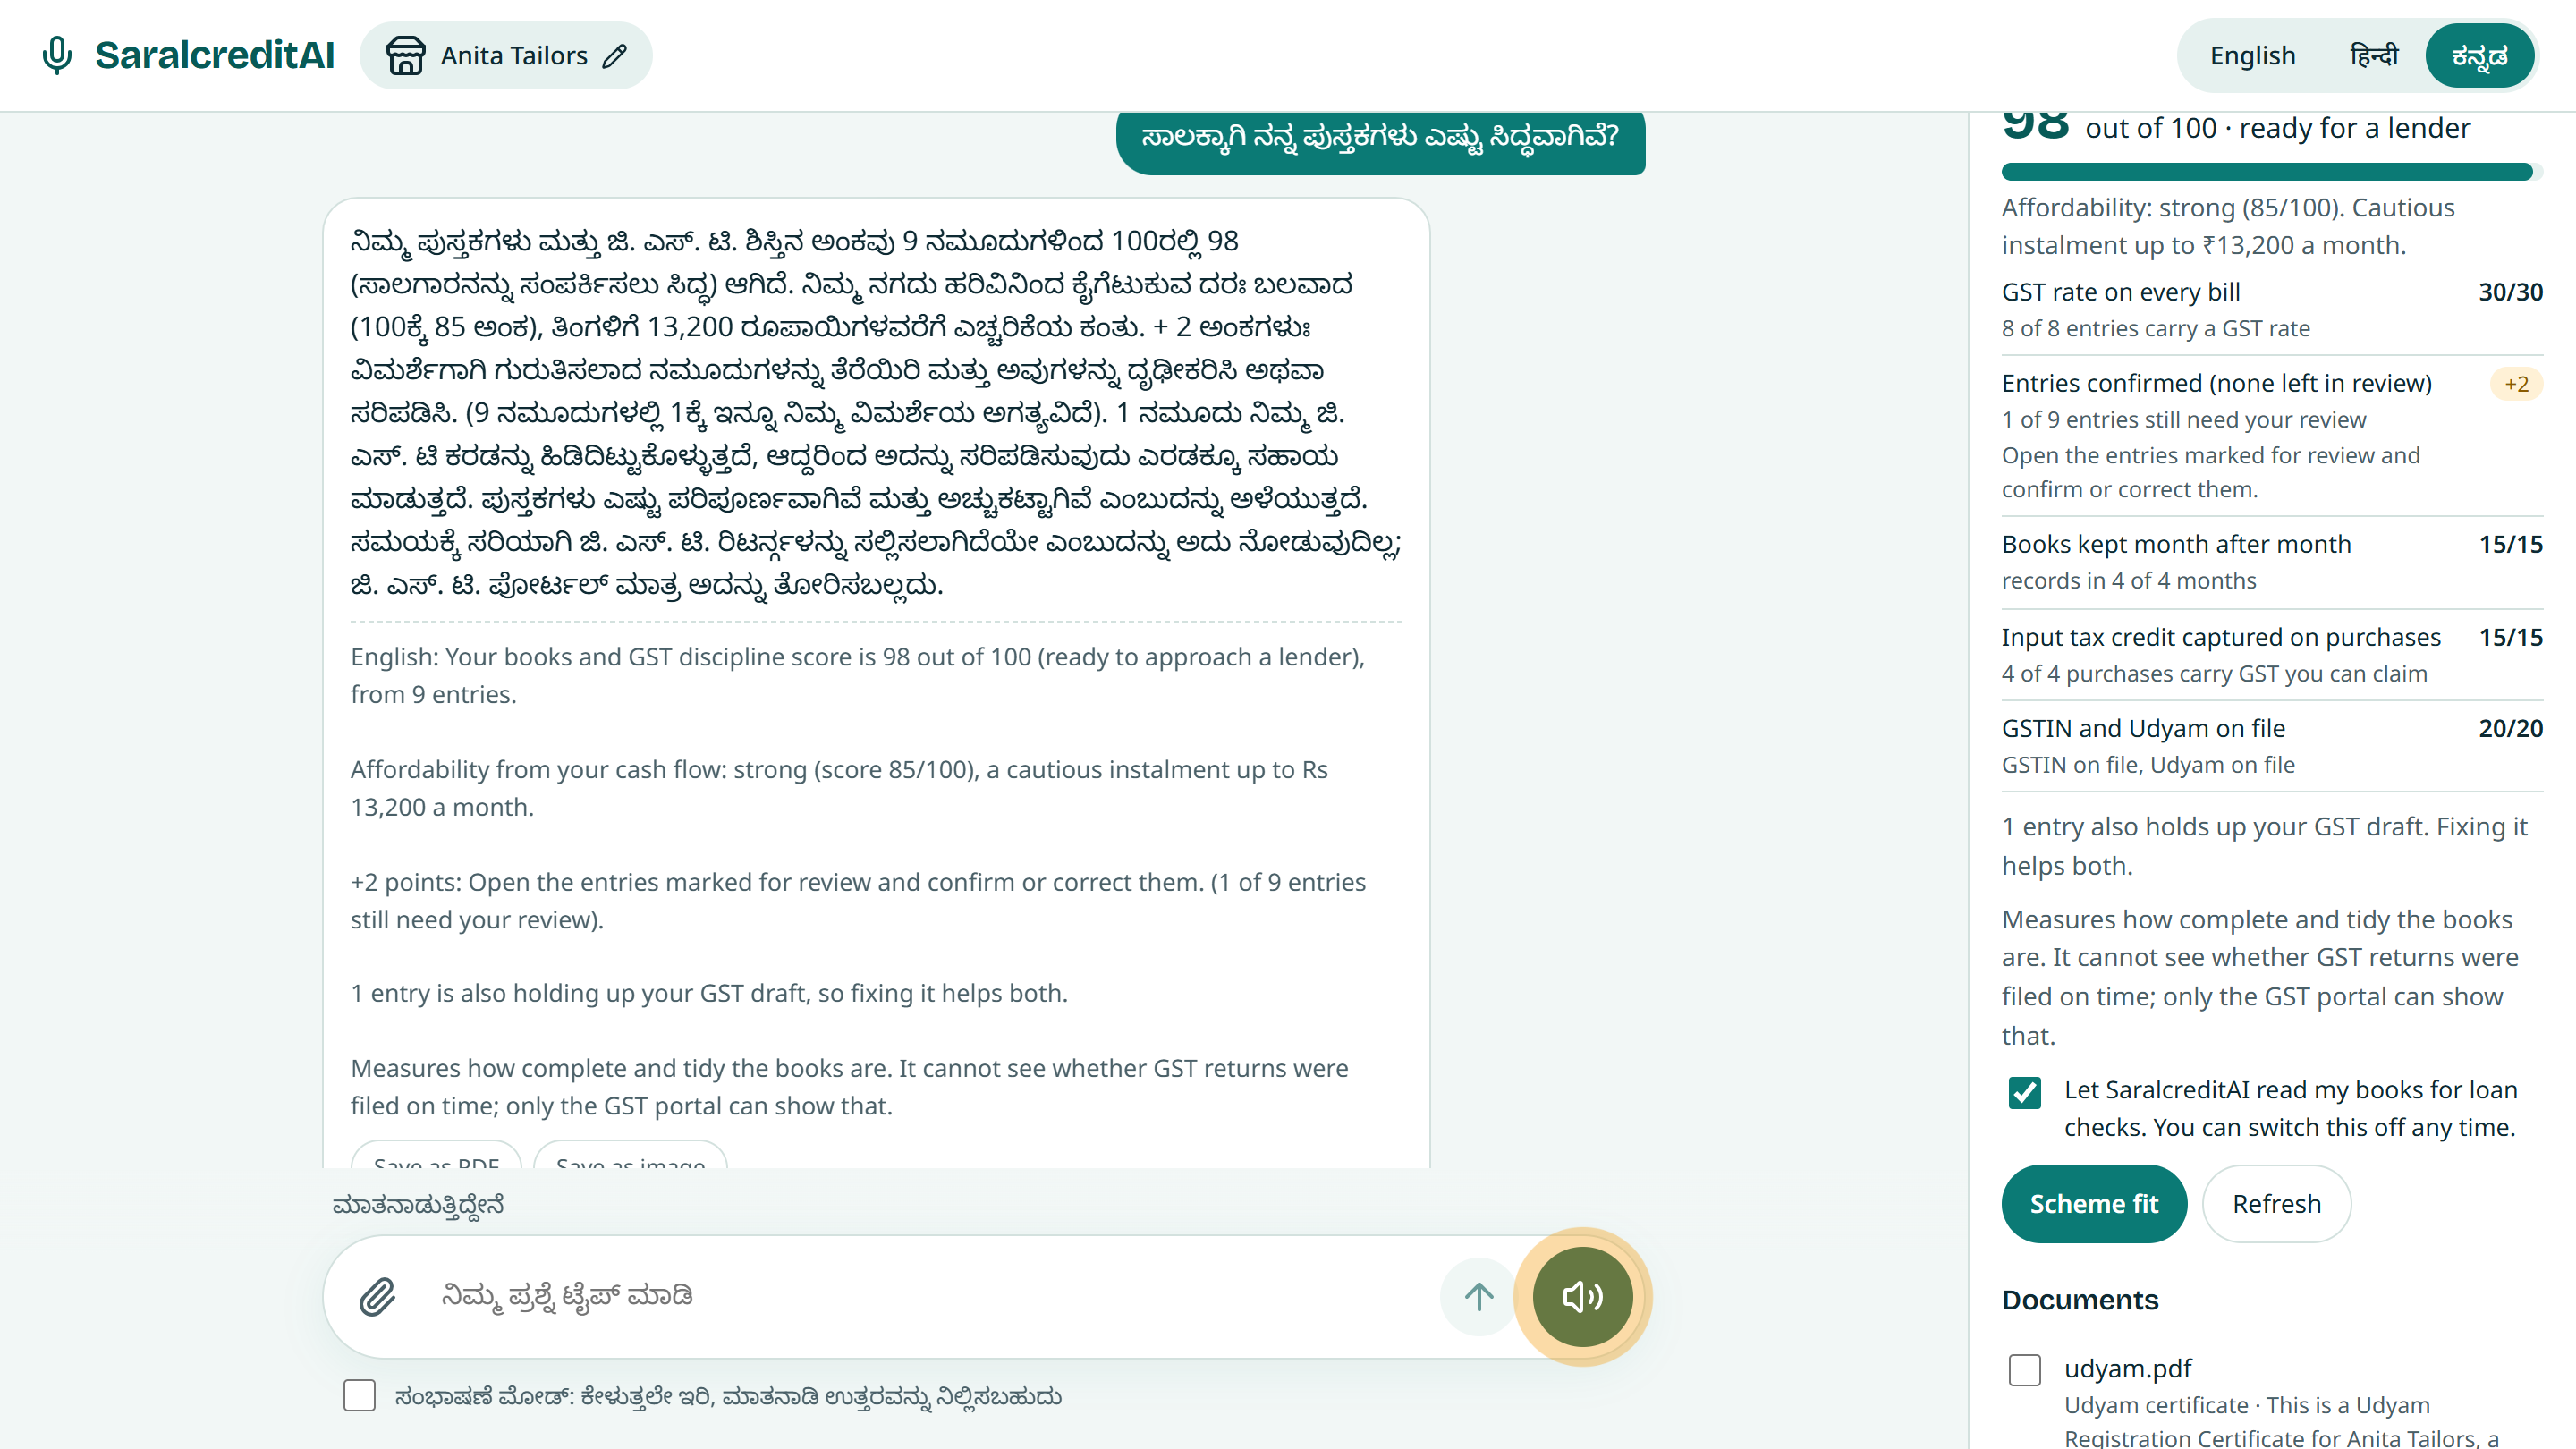 SaralcreditAI
Anita Tailors
English
हिन्दी
ಕನ್ನಡ
ಸಾಲಕ್ಕಾಗಿ ನನ್ನ ಪುಸ್ತಕಗಳು ಎಷ್ಟು ಸಿದ್ಧವಾಗಿವೆ?
ನಿಮ್ಮ ಪುಸ್ತಕಗಳು ಮತ್ತು ಜಿ. ಎಸ್. ಟಿ. ಶಿಸ್ತಿನ ಅಂಕವು 9 ನಮೂದುಗಳಿಂದ 100ರಲ್ಲಿ 98
(ಸಾಲಗಾರನನ್ನು ಸಂಪರ್ಕಿಸಲು ಸಿದ್ಧ) ಆಗಿದೆ. ನಿಮ್ಮ ನಗದು ಹರಿವಿನಿಂದ ಕೈಗೆಟುಕುವ ದರಃ ಬಲವಾದ
(100ಕ್ಕೆ 85 ಅಂಕ), ತಿಂಗಳಿಗೆ 13,200 ರೂಪಾಯಿಗಳವರೆಗೆ ಎಚ್ಚರಿಕೆಯ ಕಂತು. + 2 ಅಂಕಗಳುಃ
ವಿಮರ್ಶೆಗಾಗಿ ಗುರುತಿಸಲಾದ ನಮೂದುಗಳನ್ನು ತೆರೆಯಿರಿ ಮತ್ತು ಅವುಗಳನ್ನು ದೃಢೀಕರಿಸಿ ಅಥವಾ
ಸರಿಪಡಿಸಿ. (9 ನಮೂದುಗಳಲ್ಲಿ 1ಕ್ಕೆ ಇನ್ನೂ ನಿಮ್ಮ ವಿಮರ್ಶೆಯ ಅಗತ್ಯವಿದೆ). 1 ನಮೂದು ನಿಮ್ಮ ಜಿ.
ಎಸ್. ಟಿ ಕರಡನ್ನು ಹಿಡಿದಿಟ್ಟುಕೊಳ್ಳುತ್ತದೆ, ಆದ್ದರಿಂದ ಅದನ್ನು ಸರಿಪಡಿಸುವುದು ಎರಡಕ್ಕೂ ಸಹಾಯ
ಮಾಡುತ್ತದೆ. ಪುಸ್ತಕಗಳು ಎಷ್ಟು ಪರಿಪೂರ್ಣವಾಗಿವೆ ಮತ್ತು ಅಚ್ಚುಕಟ್ಟಾಗಿವೆ ಎಂಬುದನ್ನು ಅಳೆಯುತ್ತದೆ.
ಸಮಯಕ್ಕೆ ಸರಿಯಾಗಿ ಜಿ. ಎಸ್. ಟಿ. ರಿಟರ್ನ್ಗಳನ್ನು ಸಲ್ಲಿಸಲಾಗಿದೆಯೇ ಎಂಬುದನ್ನು ಅದು ನೋಡುವುದಿಲ್ಲ;
ಜಿ. ಎಸ್. ಟಿ. ಪೋರ್ಟಲ್ ಮಾತ್ರ ಅದನ್ನು ತೋರಿಸಬಲ್ಲದು.
English: Your books and GST discipline score is 98 out of 100 (ready to approach a lender),
from 9 entries.
Affordability from your cash flow: strong (score 85/100), a cautious instalment up to Rs
13,200 a month.
+2 points: Open the entries marked for review and confirm or correct them. (1 of 9 entries
still need your review).
1 entry is also holding up your GST draft, so fixing it helps both.
Measures how complete and tidy the books are. It cannot see whether GST returns were
filed on time; only the GST portal can show that.
Save as PDF
Save as image
ಮಾತನಾಡುತ್ತಿದ್ದೇನೆ
ನಿಮ್ಮ ಪ್ರಶ್ನೆ ಟೈಪ್ ಮಾಡಿ
ಸಂಭಾಷಣೆ ಮೋಡ್: ಕೇಳುತ್ತಲೇ ಇರಿ, ಮಾತನಾಡಿ ಉತ್ತರವನ್ನು ನಿಲ್ಲಿಸಬಹುದು
98 out of 100 · ready for a lender
Affordability: strong (85/100). Cautious
instalment up to ₹13,200 a month.
GST rate on every bill 30/30
8 of 8 entries carry a GST rate
Entries confirmed (none left in review) +2
1 of 9 entries still need your review
Open the entries marked for review and
confirm or correct them.
Books kept month after month 15/15
records in 4 of 4 months
Input tax credit captured on purchases 15/15
4 of 4 purchases carry GST you can claim
GSTIN and Udyam on file 20/20
GSTIN on file, Udyam on file
1 entry also holds up your GST draft. Fixing it
helps both.
Measures how complete and tidy the books
are. It cannot see whether GST returns were
filed on time; only the GST portal can show
that.
Let SaralcreditAI read my books for loan
checks. You can switch this off any time.
Scheme fit
Refresh
Documents
udyam.pdf
Udyam certificate · This is a Udyam
Registration Certificate for Anita Tailors, a